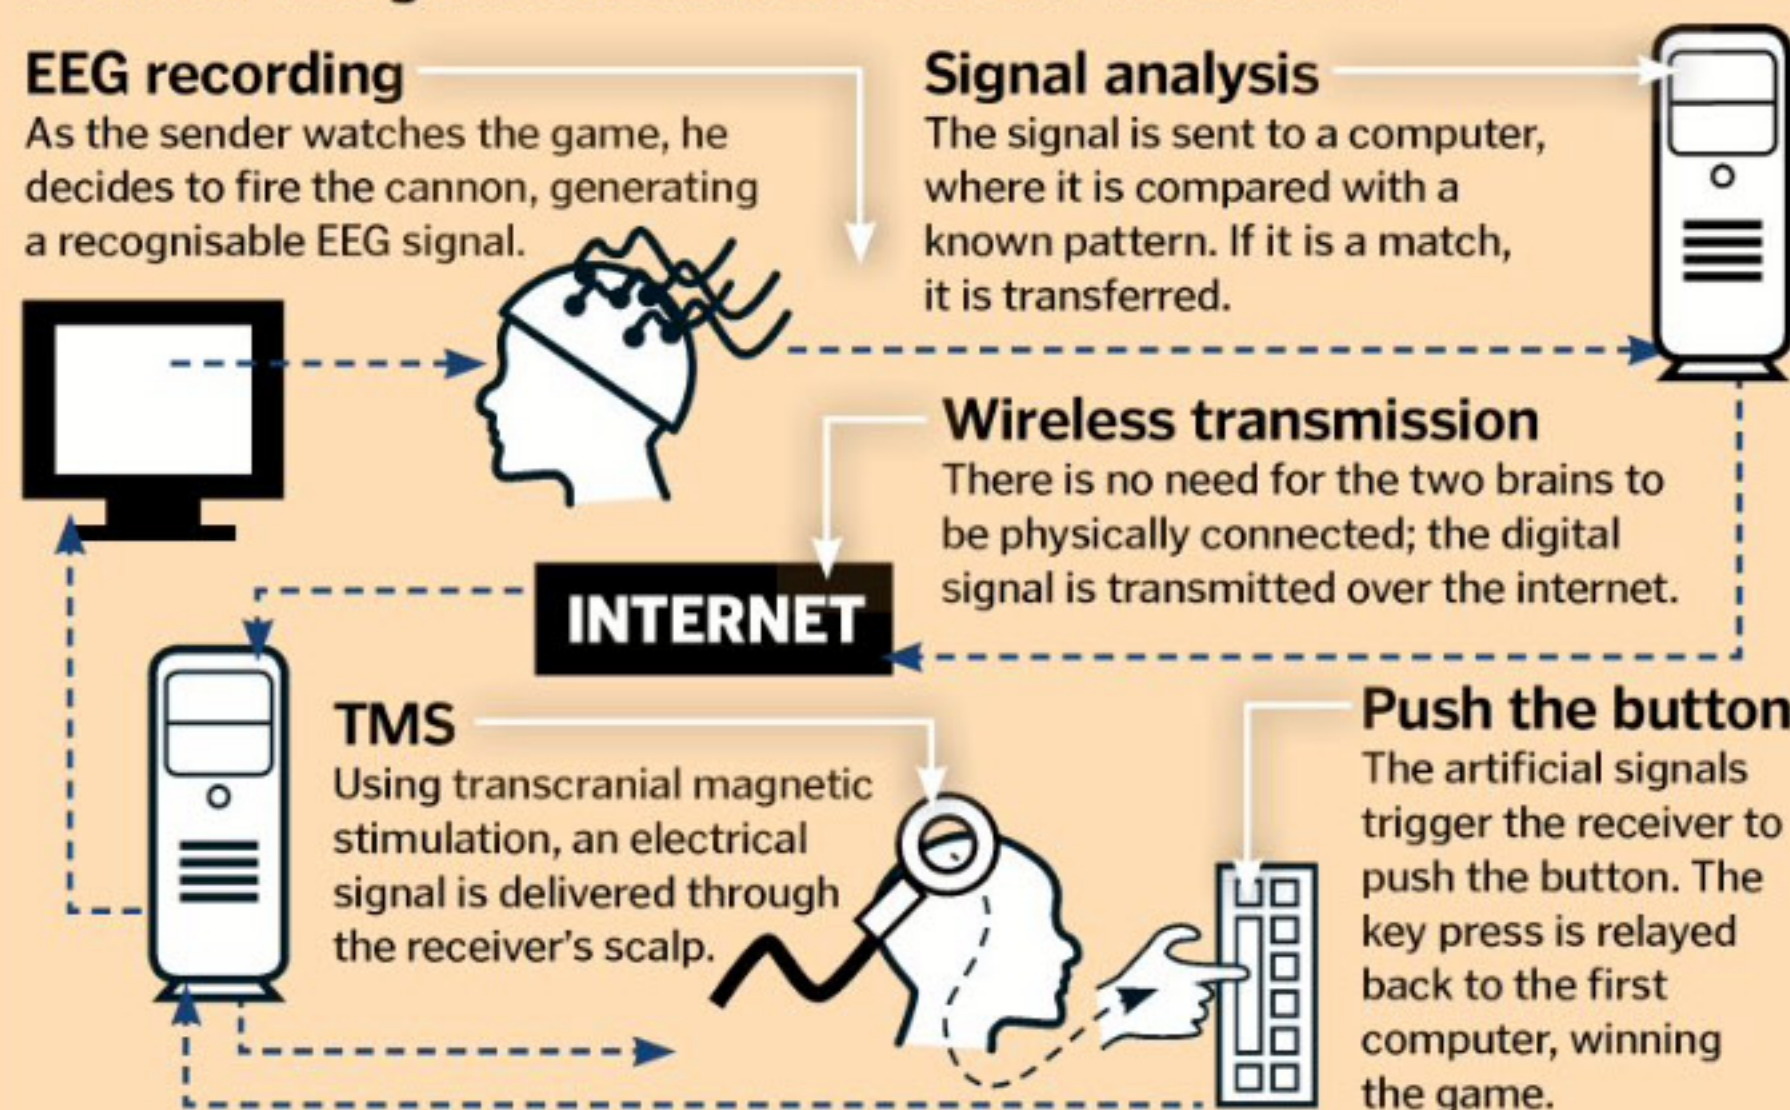 EEG recording
As the sender watches the game, he
decides to fire the cannon, generating
a recognisable EEG signal.
Signal analysis
The signal is sent to a computer,
where it is compared with a
known pattern. If it is a match,
it is transferred.
Wireless transmission
There is no need for the two brains to
be physically connected; the digital
signal is transmitted over the internet.
INTERNET
TMS
Using transcranial magnetic
stimulation, an electrical
signal is delivered through
the receiver's scalp.
Push the button
The artificial signals
trigger the receiver to
push the button. The
key press is relayed
back to the first
computer, winning
the game.